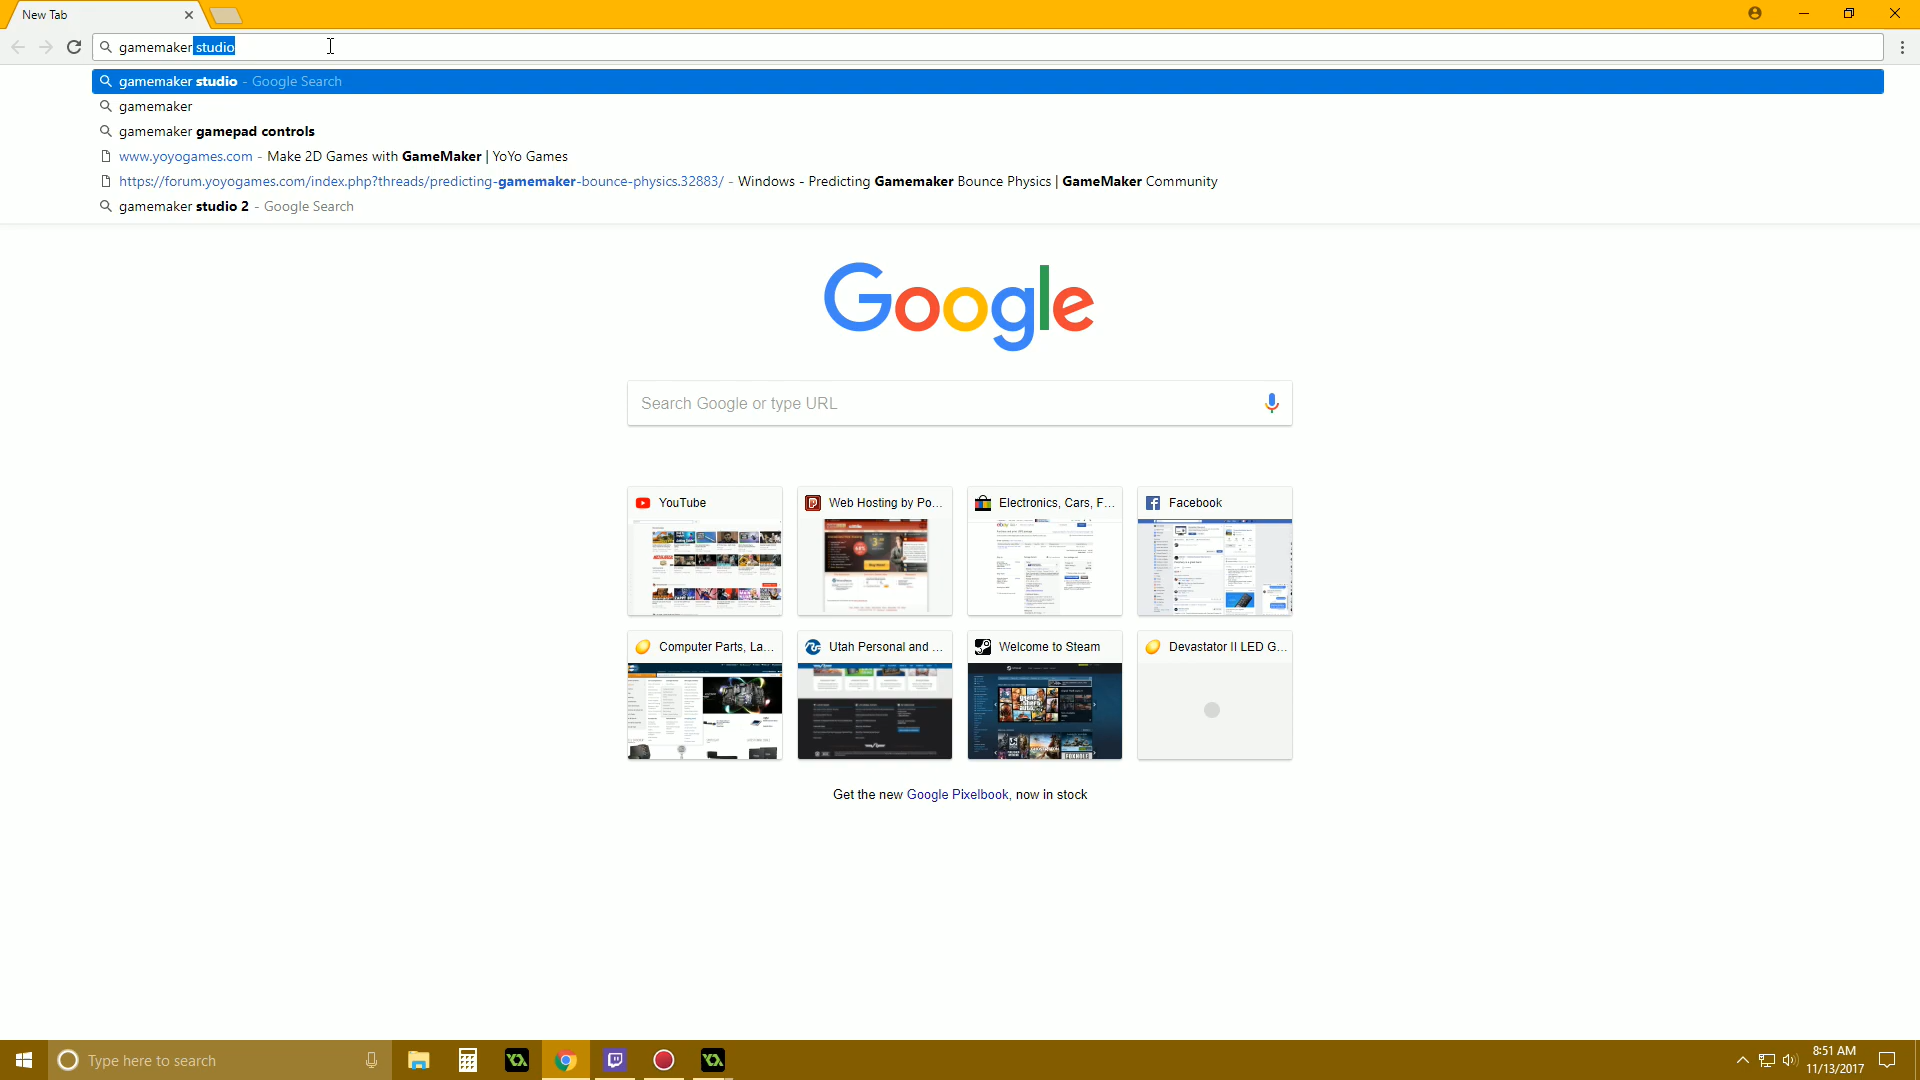 New Tab
gamemaker studio
gamemaker studio - Google Search
gamemaker
gamemaker gamepad controls
www.yoyogames.com - Make 2D Games with GameMaker | YoYo Games
https://forum.yoyogames.com/index.php?threads/predicting-gamemaker-bounce-physics.32883/ - Windows - Predicting Gamemaker Bounce Physics | GameMaker Community
gamemaker studio 2 - Google Search
Google
Search Google or type URL
YouTube
Web Hosting by Po...
Electronics, Cars, F...
Facebook
Computer Parts, La...
Utah Personal and ...
Welcome to Steam
Devastator II LED G...
Get the new Google Pixelbook, now in stock
Type here to search
8:51 AM
11/13/2017